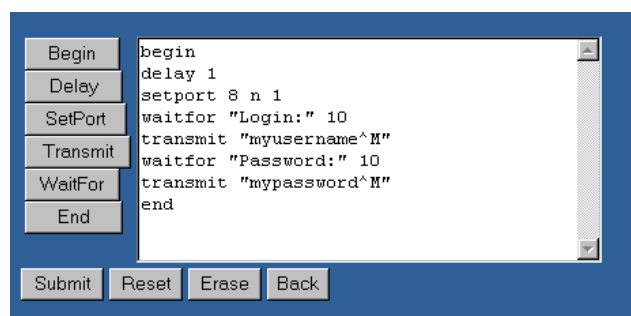 Begin
Delay
SetPort
Transmit
WaitFor
End
begin
delay 1
setport 8 n 1
waitfor "Login:" 10
transmit "myusername^M"
waitfor "Password:" 10
transmit "mypassword^M"
end
Submit Reset Erase Back